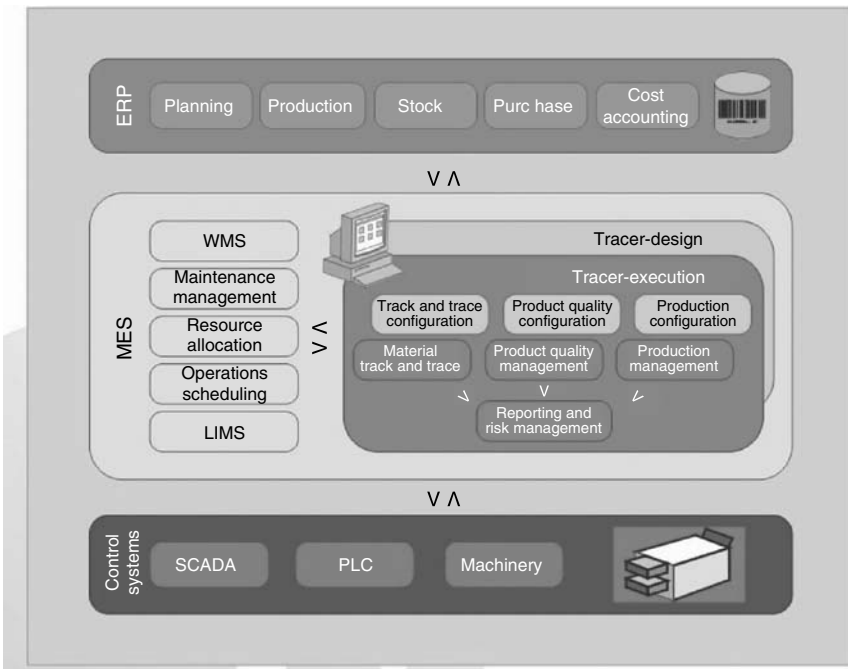 ERP
Planning
Production
Stock
Purc hase
Cost
accounting
MES
WMS
Maintenance
management
Resource
allocation
Operations
scheduling
LIMS
Tracer-design
Tracer-execution
Track and trace
configuration
Product quality
configuration
Production
configuration
Material
track and trace
Product quality
management
Production
management
Reporting and
risk management
Control
systems
SCADA
PLC
Machinery